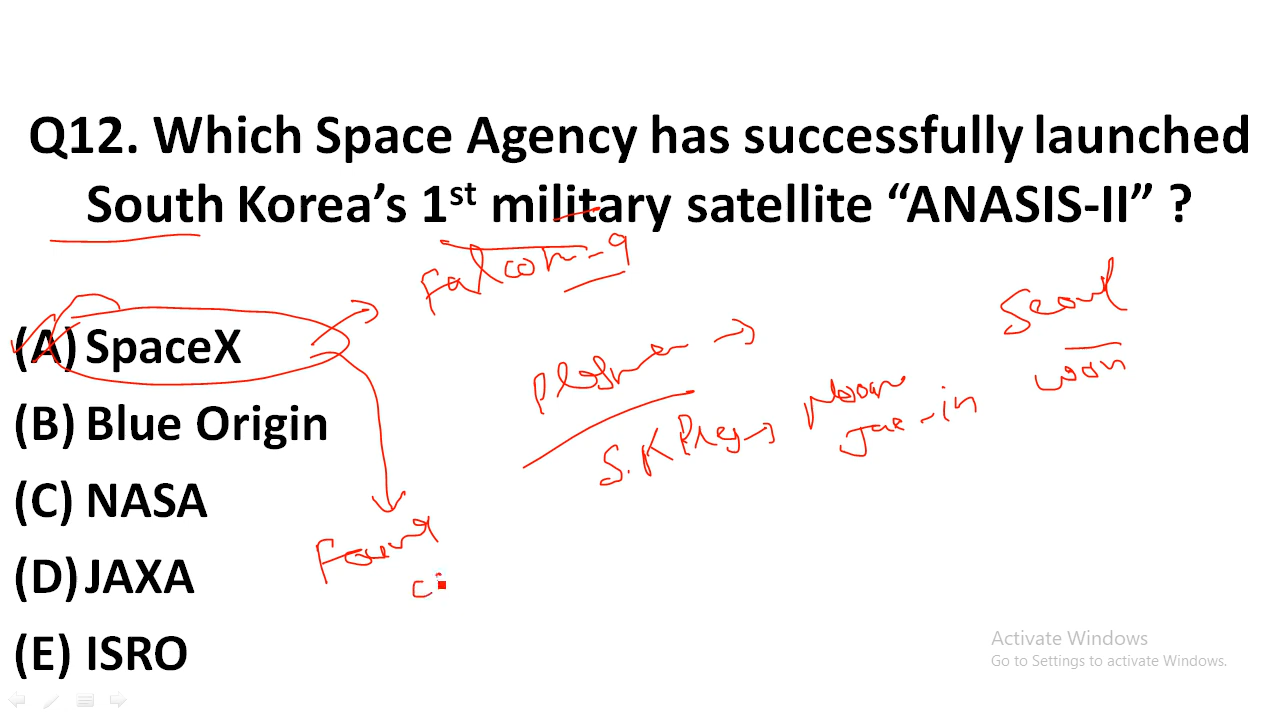 Q12. Which Space Agency has successfully launched
South Korea’s 1st military satellite “ANASIS-II” ?
Falcon-9
Seoul
(A) SpaceX
won
S.K Pres → Moon
Jae-in
(B) Blue Origin
(C) NASA
(D) JAXA
(E) ISRO
Activate Windows
Go to Settings to activate Windows.